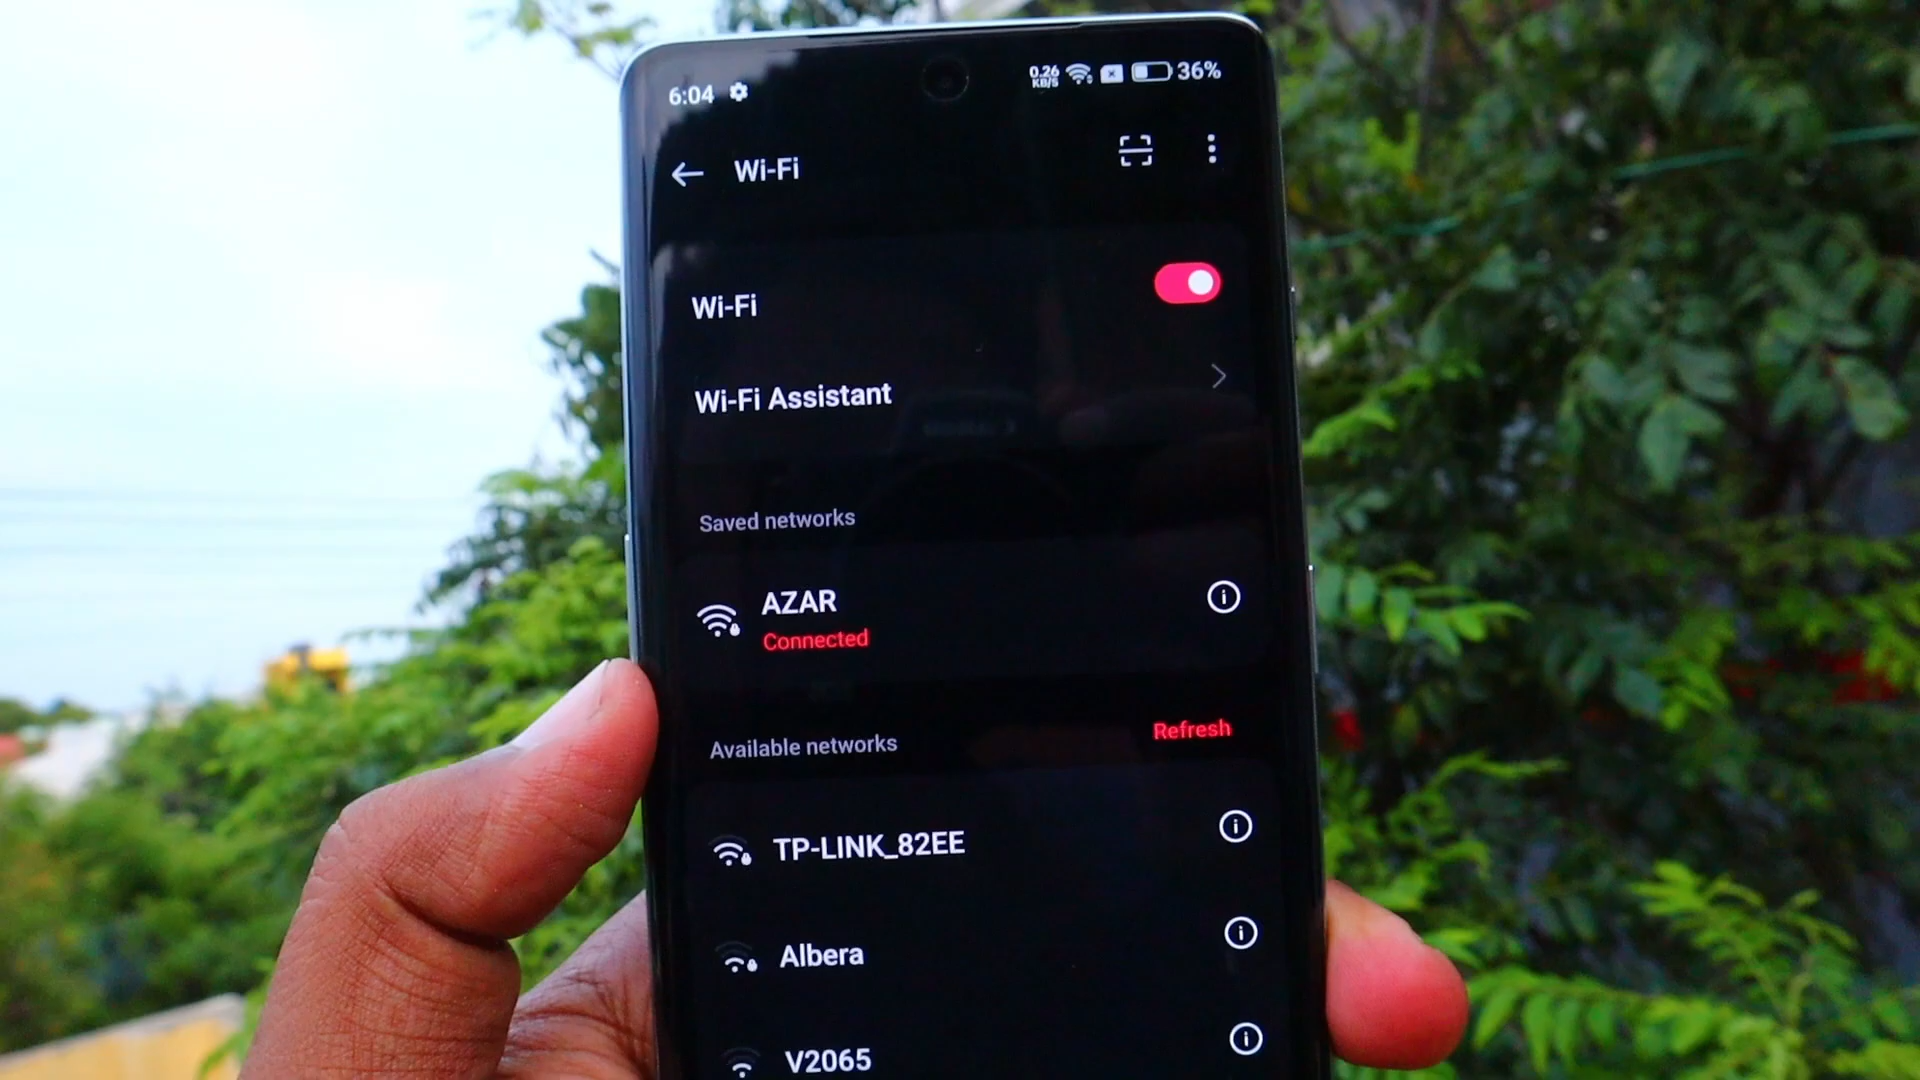 6:04
0.26
KB/S
36%
Wi-Fi
Wi-Fi
Wi-Fi Assistant
Saved networks
AZAR
Connected
Available networks
Refresh
TP-LINK_82EE
Albera
V2065